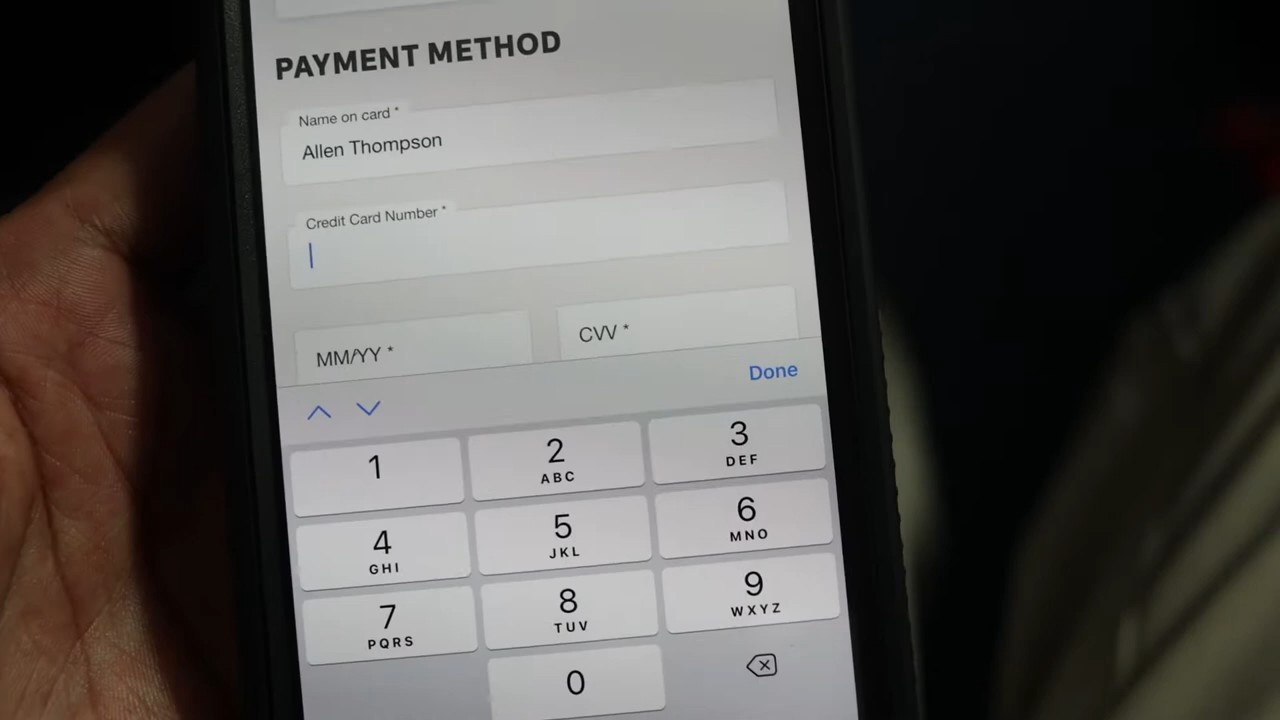 PAYMENT METHOD
Name on card *
Allen Thompson
Credit Card Number *
MM/YY *
CVV *
Done
1
2
ABC
3
DEF
4
GHI
5
JKL
6
MNO
7
PQRS
8
TUV
9
WXYZ
0